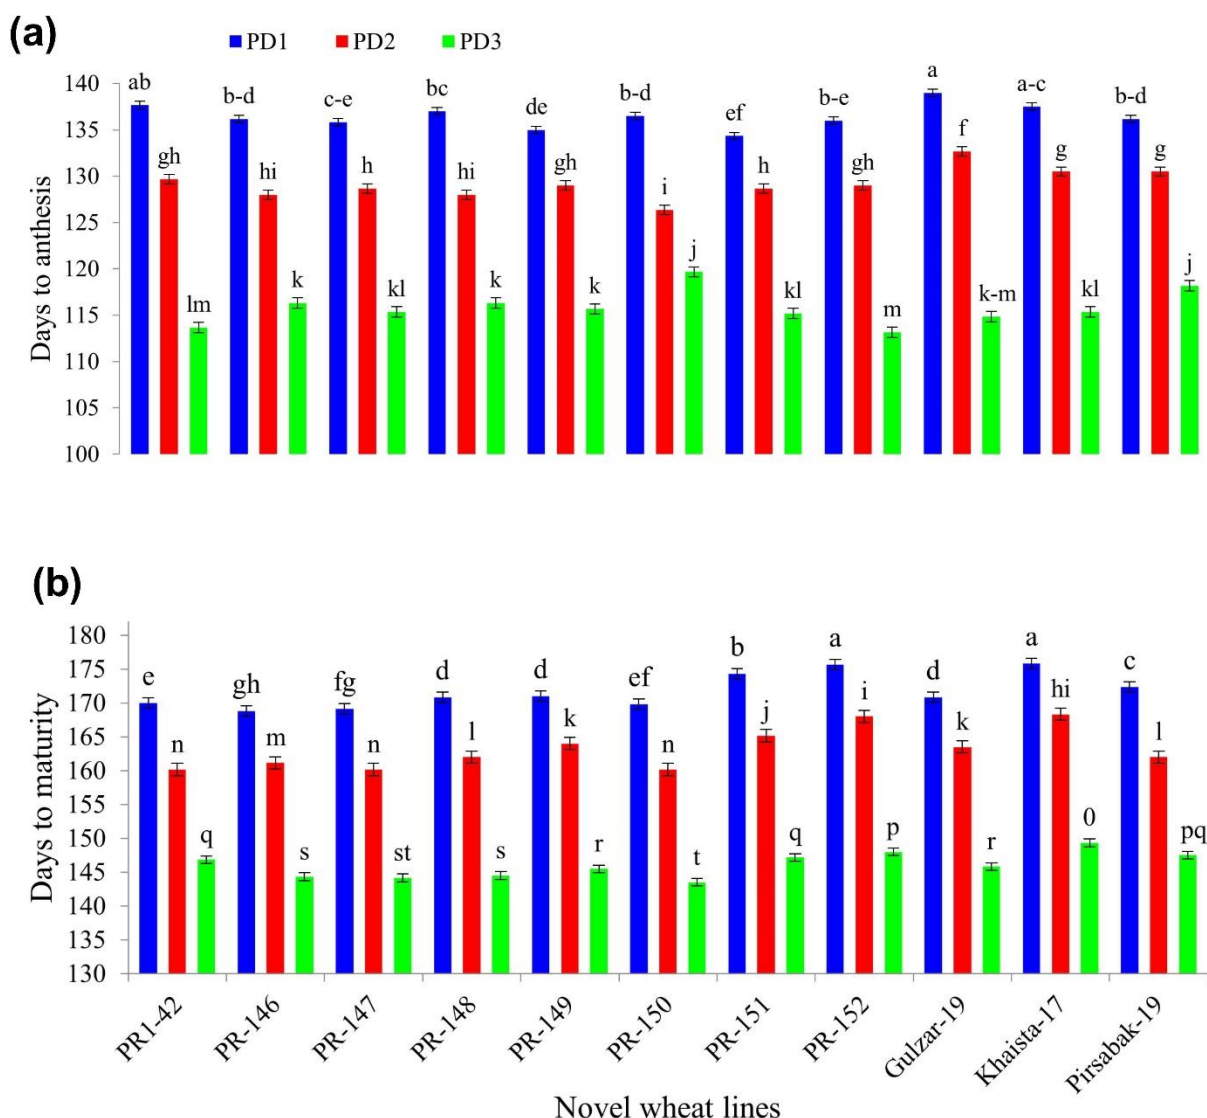 (a)
PD1 PD2 PD3
Days to anthesis
140
135
130
125
120
115
110
105
100
ab gh lm b-d hi k c-e h kl bc hi k de gh k b-d i j ef h kl b-e gh m a f k-m a-c g kl b-d g j
(b)
Days to maturity
180
175
170
165
160
155
150
145
140
135
130
e n q gh m s fg n st d l s d k r ef n t b j q a i p d k r a hi 0 c l pq
PR1-42 PR-146 PR-147 PR-148 PR-149 PR-150 PR-151 PR-152 Gulzar-19 Khaista-17 Pirsabak-19
Novel wheat lines